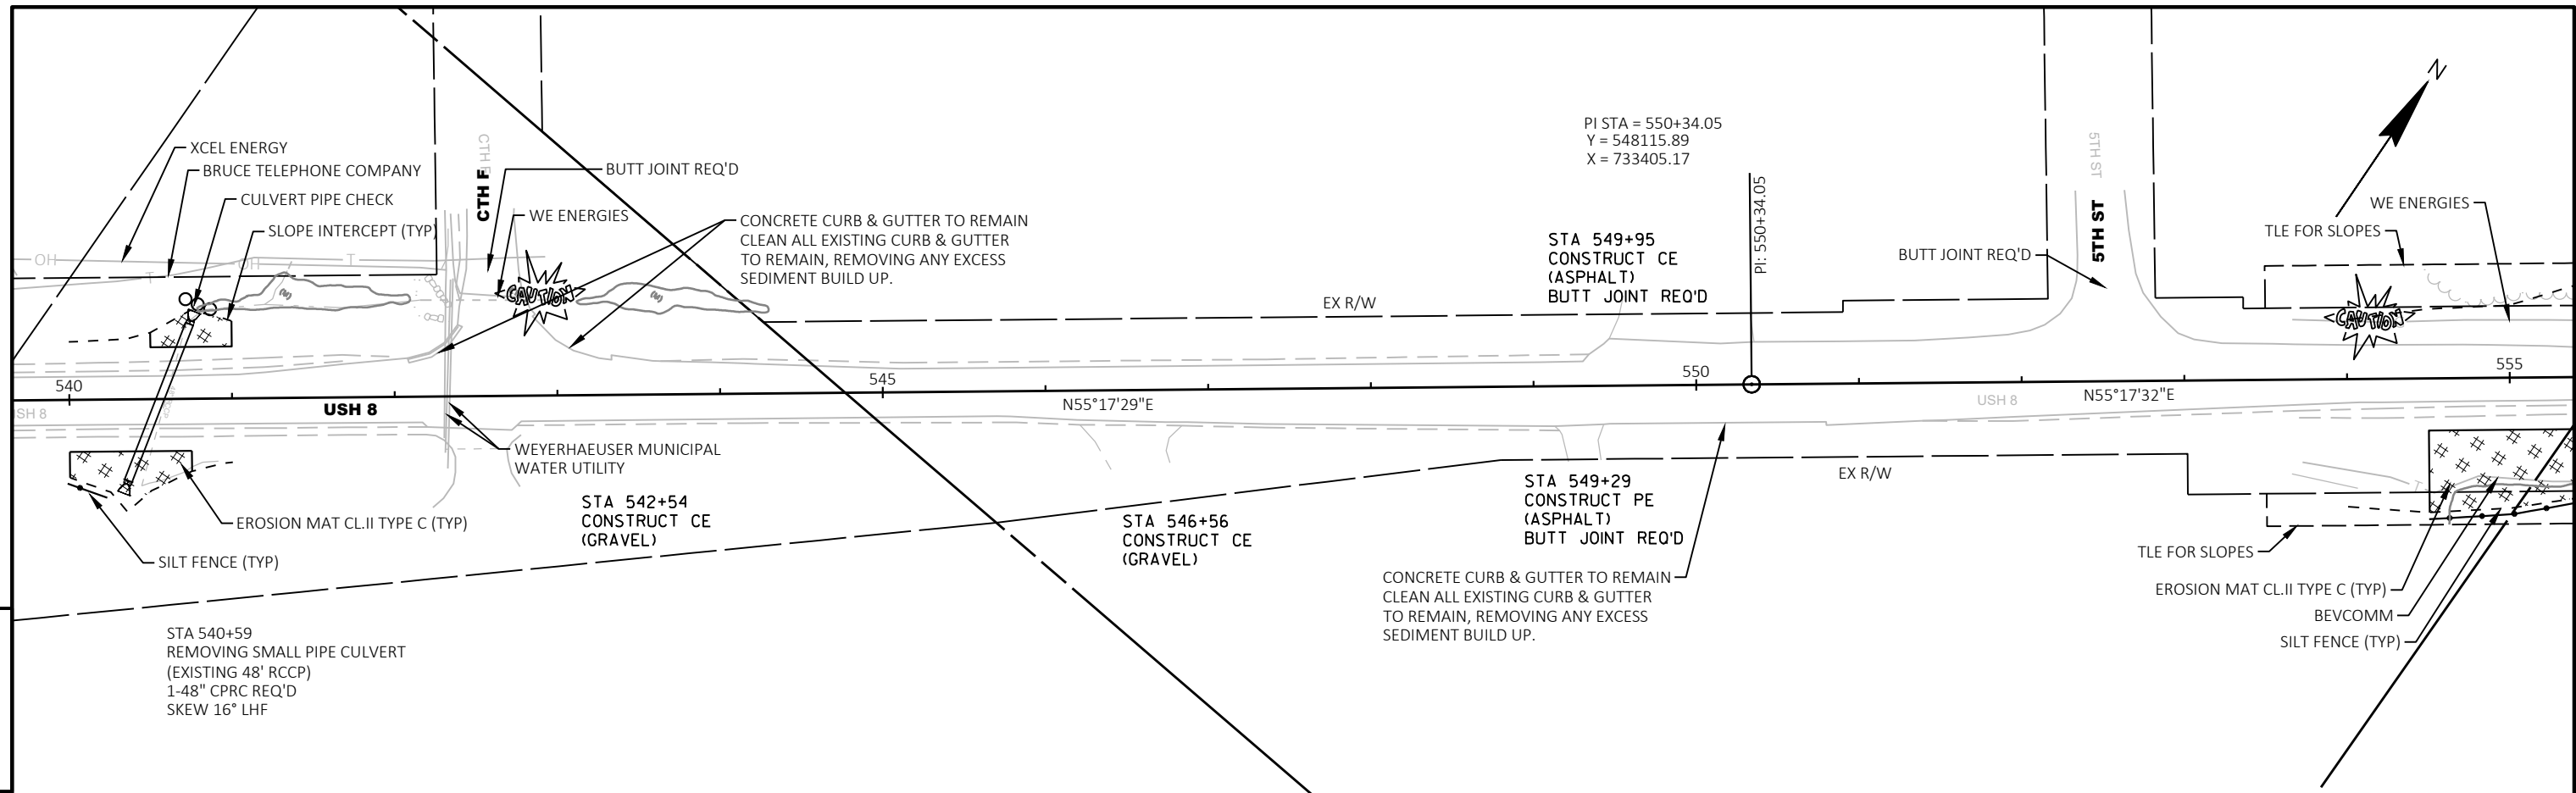 XCEL ENERGY
BRUCE TELEPHONE COMPANY
CULVERT PIPE CHECK
SLOPE INTERCEPT (TYP)
OH
OH
T
T
CTH F
CTH F
BUTT JOINT REQ'D
WE ENERGIES
CAUTION
CONCRETE CURB & GUTTER TO REMAIN
CLEAN ALL EXISTING CURB & GUTTER
TO REMAIN, REMOVING ANY EXCESS
SEDIMENT BUILD UP.
(W)
(W)
EX R/W
PI STA = 550+34.05
Y = 548115.89
X = 733405.17
PI: 550+34.05
STA 549+95
CONSTRUCT CE
(ASPHALT)
BUTT JOINT REQ'D
BUTT JOINT REQ'D
5TH ST
5TH ST
N
WE ENERGIES
TLE FOR SLOPES
CAUTION
540
545
550
555
USH 8
USH 8
N55°17'29"E
USH 8
N55°17'32"E
WEYERHAEUSER MUNICIPAL
WATER UTILITY
EROSION MAT CL.II TYPE C (TYP)
SILT FENCE (TYP)
STA 542+54
CONSTRUCT CE
(GRAVEL)
STA 546+56
CONSTRUCT CE
(GRAVEL)
STA 549+29
CONSTRUCT PE
(ASPHALT)
BUTT JOINT REQ'D
EX R/W
CONCRETE CURB & GUTTER TO REMAIN
CLEAN ALL EXISTING CURB & GUTTER
TO REMAIN, REMOVING ANY EXCESS
SEDIMENT BUILD UP.
T
TLE FOR SLOPES
EROSION MAT CL.II TYPE C (TYP)
BEVCOMM
SILT FENCE (TYP)
STA 540+59
REMOVING SMALL PIPE CULVERT
(EXISTING 48' RCCP)
1-48" CPRC REQ'D
SKEW 16° LHF